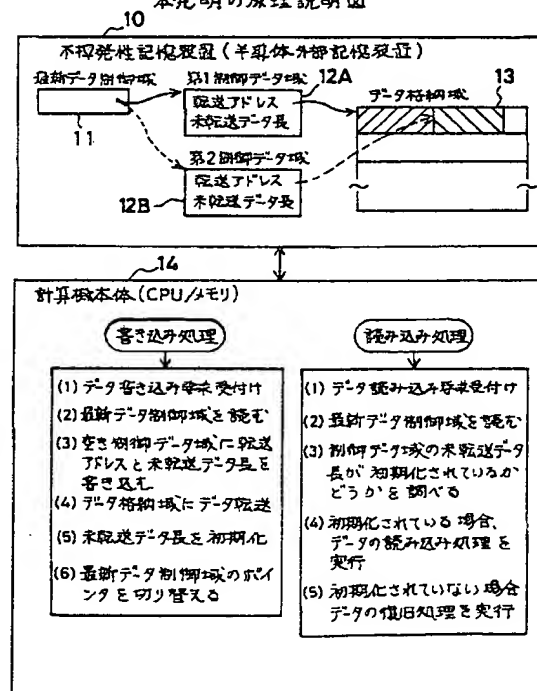 本発明の原理説明図
10
不揮発性記憶装置(半導体外部記憶装置)
最新データ制御域
11
第1制御データ域
12A
転送アドレス
未転送データ長
第2制御データ域
12B
転送アドレス
未転送データ長
データ格納域
13
14
計算機本体(CPU/メモリ)
書き込み処理
(1) データ書き込み要求受付け
(2) 最新データ制御域を読む
(3) 空き制御データ域に転送
アドレスと未転送データ長を
書き込む
(4) データ格納域にデータ転送
(5) 未転送データ長を初期化
(6) 最新データ制御域のポイ
ンタを切り替える
読み込み処理
(1) データ読み込み要求受付け
(2) 最新データ制御域を読む
(3) 制御データ域の未転送データ
長が初期化されているか
どうかを調べる
(4) 初期化されている場合、
データの読み込み処理を
実行
(5) 初期化されていない場合
データの復旧処理を実行